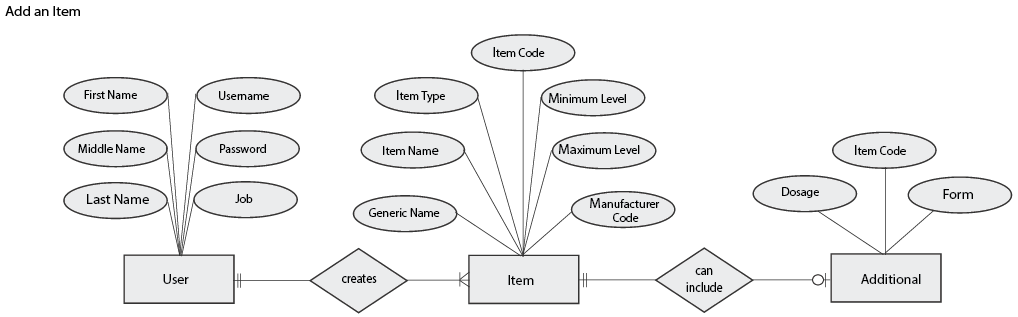 Add an Item
Item Code
First Name
Username
Item Type
Minimum Level
Middle Name
Password
Item Name
Maximum Level
Item Code
Last Name
Job
Generic Name
Manufacturer
Code
Dosage
Form
User
creates
Item
can
include
Additional